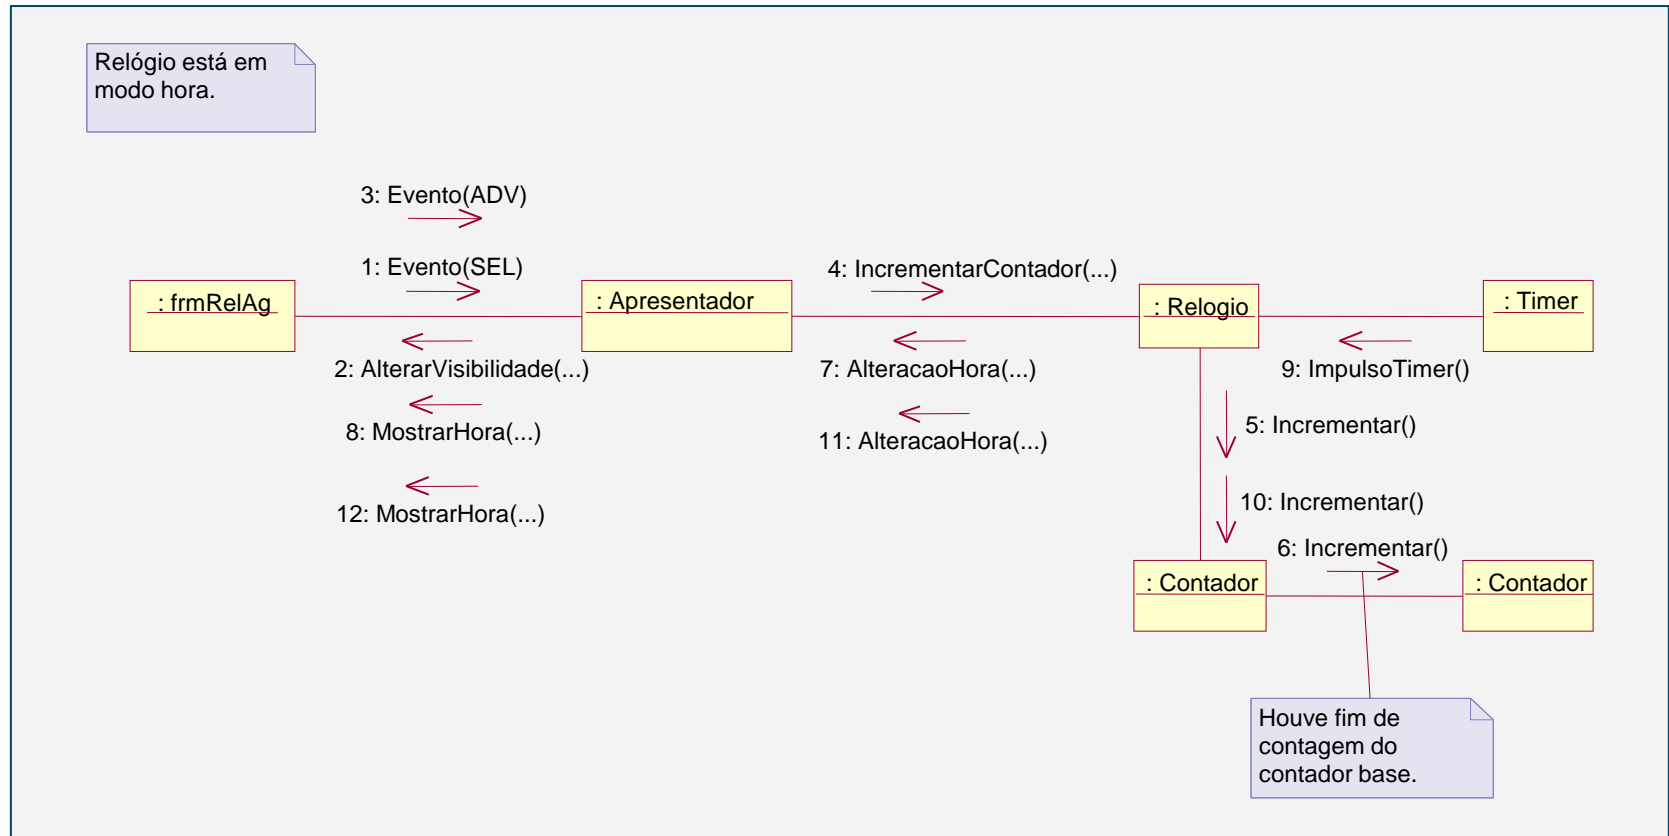 Relógio está em
modo hora.
3: Evento(ADV)
1: Evento(SEL)
4: IncrementarContador(...)
: frmRelAg
: Apresentador
: Relogio
: Timer
2: AlterarVisibilidade(...)
7: AlteracaoHora(...)
9: ImpulsoTimer()
8: MostrarHora(...)
11: AlteracaoHora(...)
5: Incrementar()
12: MostrarHora(...)
10: Incrementar()
6: Incrementar()
: Contador
: Contador
Houve fim de
contagem do
contador base.